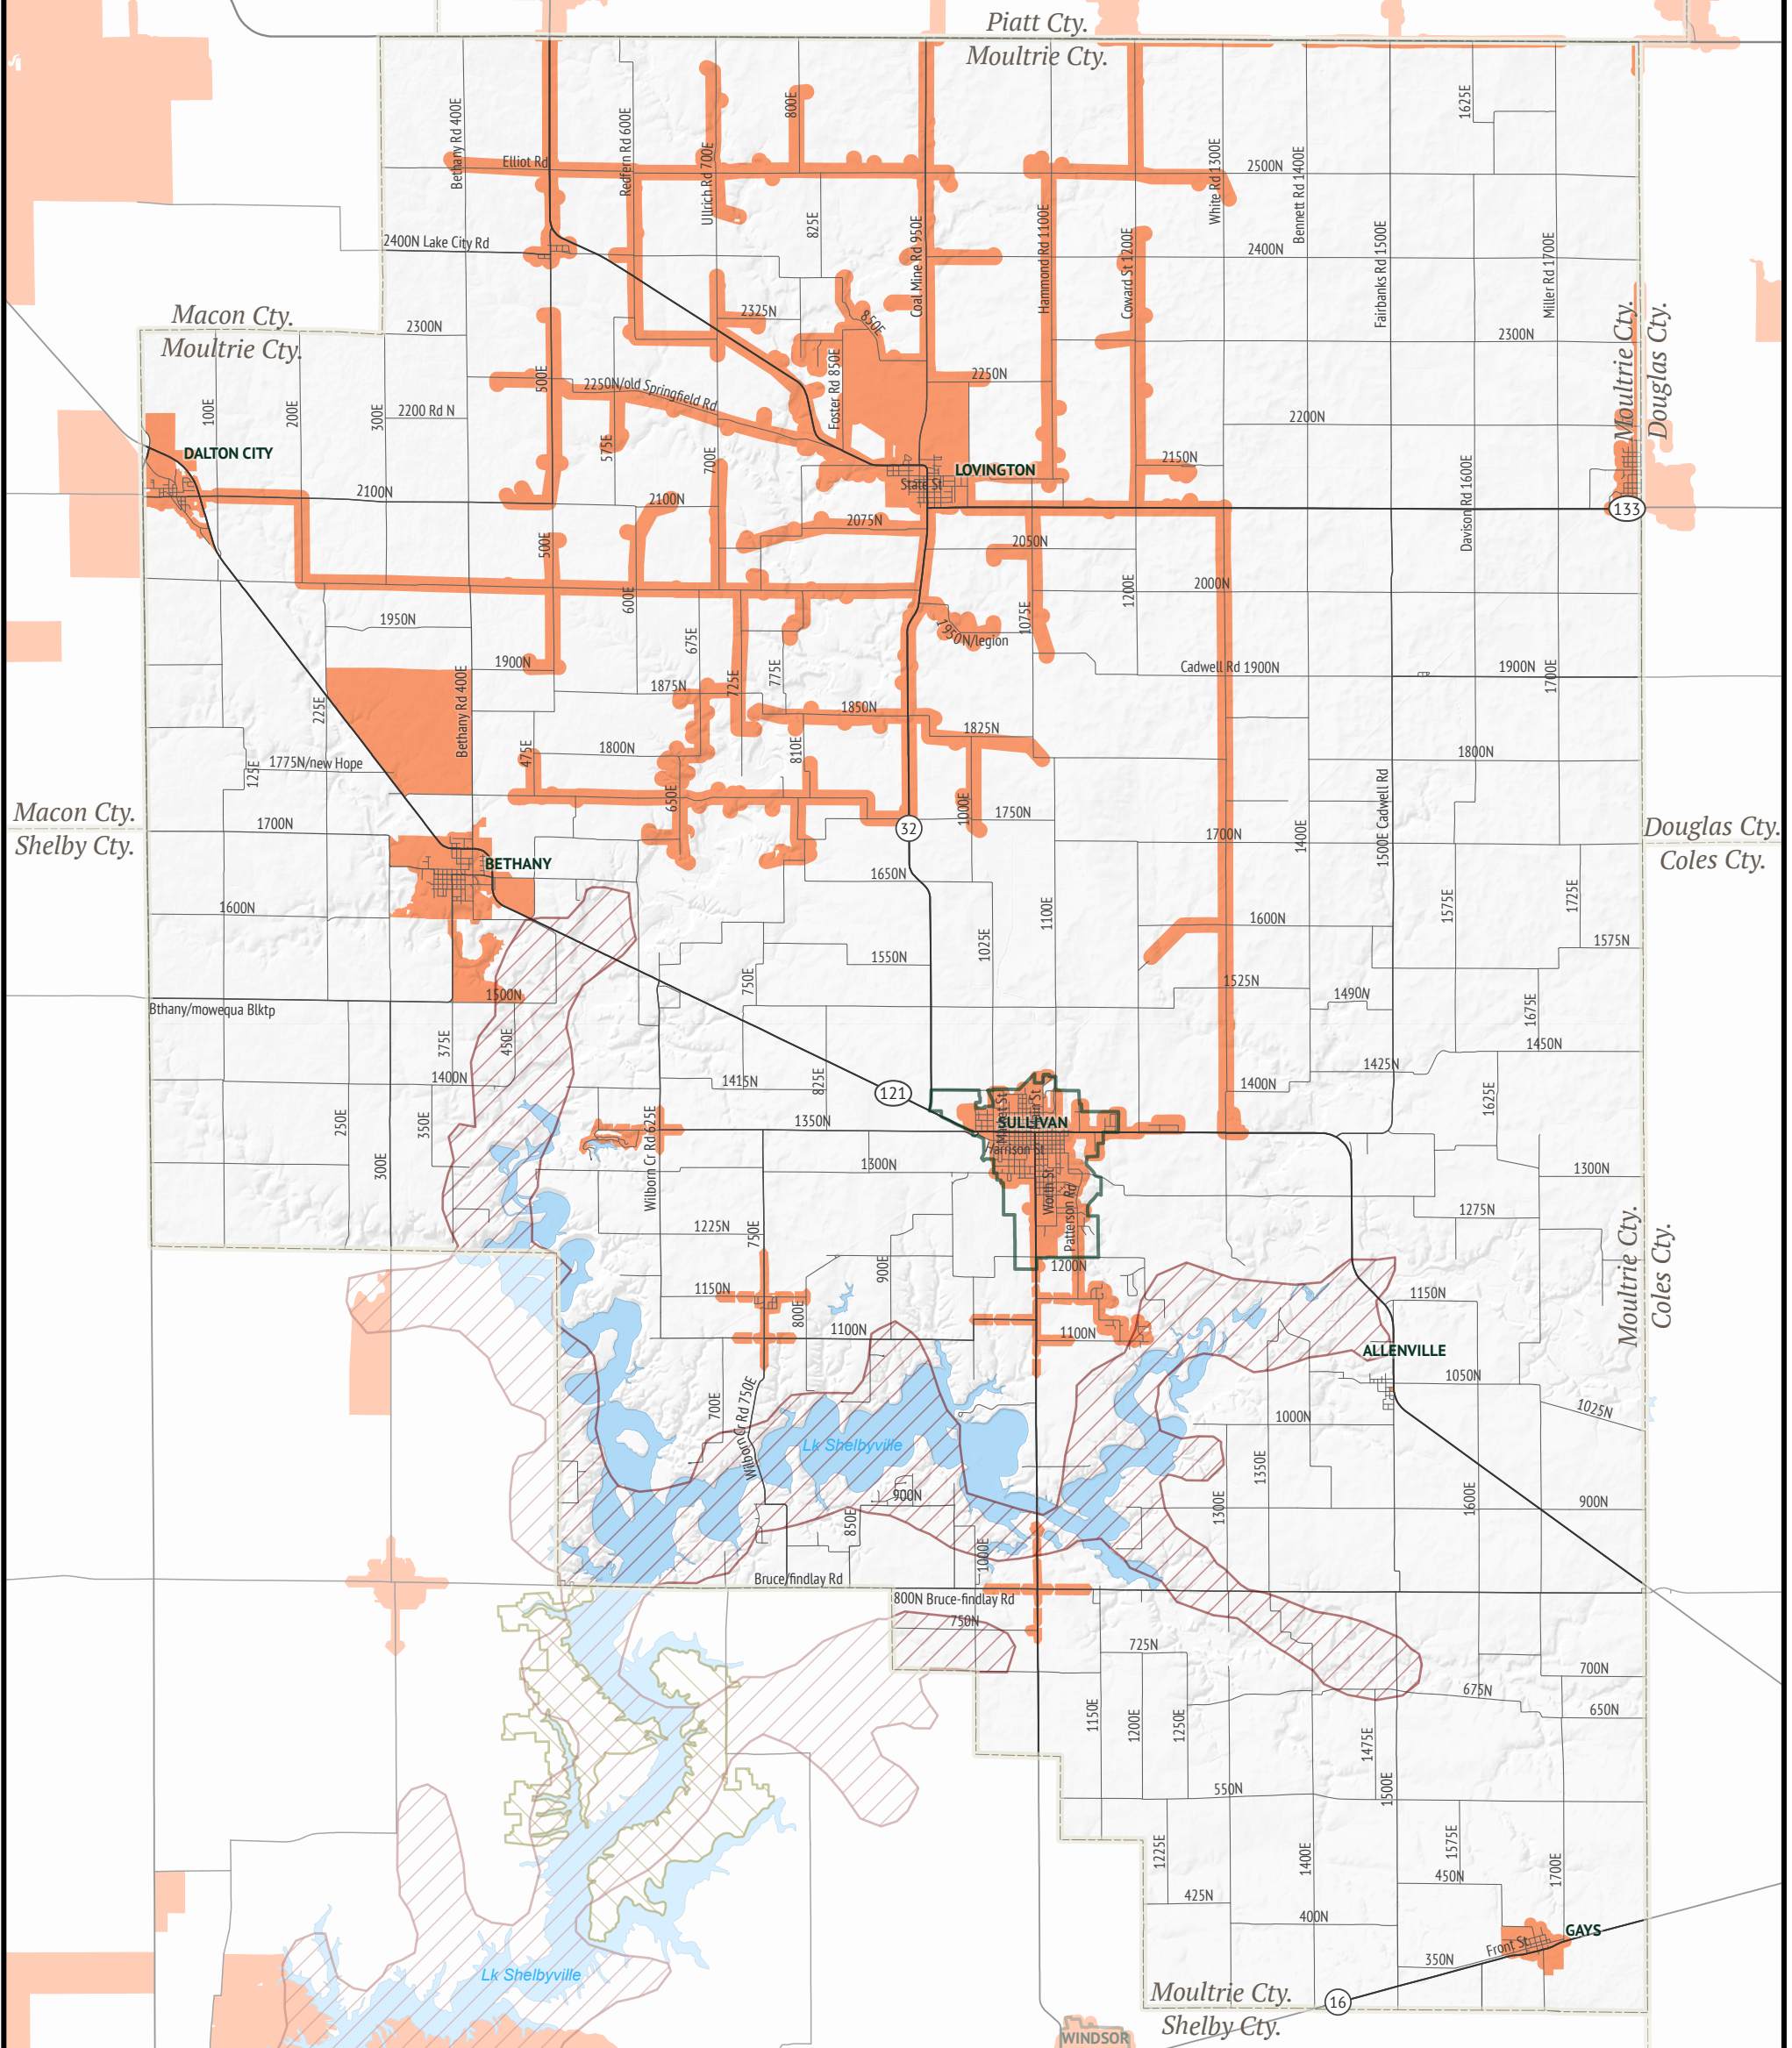 Piatt Cty.
Moultrie Cty.
Bethany Rd 400E
Redfern Rd 600E
Ullrich Rd 700E
800E
1625E
Elliot Rd
2500N
White Rd 1300E
Bennett Rd 1400E
825E
2400N Lake City Rd
Coal Mine Rd 950E
Hammond Rd 1100E
Coward St 1200E
2400N
Fairbanks Rd 1500E
Miller Rd 1700E
Macon Cty.
Moultrie Cty.
2300N
2325N
850E
2300N
Moultrie Cty.
Douglas Cty.
500E
2250N/old Springfield Rd
Foster Rd 850E
2250N
100E
200E
300E
2200 Rd N
2200N
DALTON CITY
575E
700E
LOVINGTON
2150N
State St
2100N
2100N
Davison Rd 1600E
133
2075N
500E
2050N
1200E
2000N
600E
1075E
1950N
675E
1950N/legion
1900N
775E
Cadwell Rd 1900N
1900N
1700E
1875N
725E
225E
Bethany Rd 400E
1850N
1825N
475E
1800N
810E
1800N
125E
1775N/new Hope
650E
1000E
1500E Cadwell Rd
Macon Cty.
Shelby Cty.
1700N
1750N
32
1700N
1400E
Douglas Cty.
Coles Cty.
BETHANY
1650N
1600N
1100E
1600N
1575E
1725E
1025E
1575N
1550N
750E
1525N
1500N
1490N
Bthany/mowequa Blktp
1675E
375E
450E
1450N
1425N
1400N
1415N
825E
1400N
121
1625E
250E
350E
Wilborn Cr Rd 625E
1350N
Market St
SULLIVAN
Harrison St
300E
1300N
1300N
Worth St
Patterson Rd
1275N
1225N
750E
Moultrie Cty.
Coles Cty.
900E
1200N
1150N
800E
1150N
1100N
1100N
ALLENVILLE
1050N
700E
Wilborn Cr Rd 750E
1025N
1000N
Lk Shelbyville
1350E
900N
1300E
1600E
900N
850E
1000E
Bruce/findlay Rd
800N Bruce-findlay Rd
750N
725N
700N
675N
650N
1150E
1200E
1250E
1475E
550N
1500E
1225E
1400E
1575E
1700E
450N
425N
400N
GAYS
Front St
350N
Lk Shelbyville
Moultrie Cty.
Shelby Cty.
16
WINDSOR